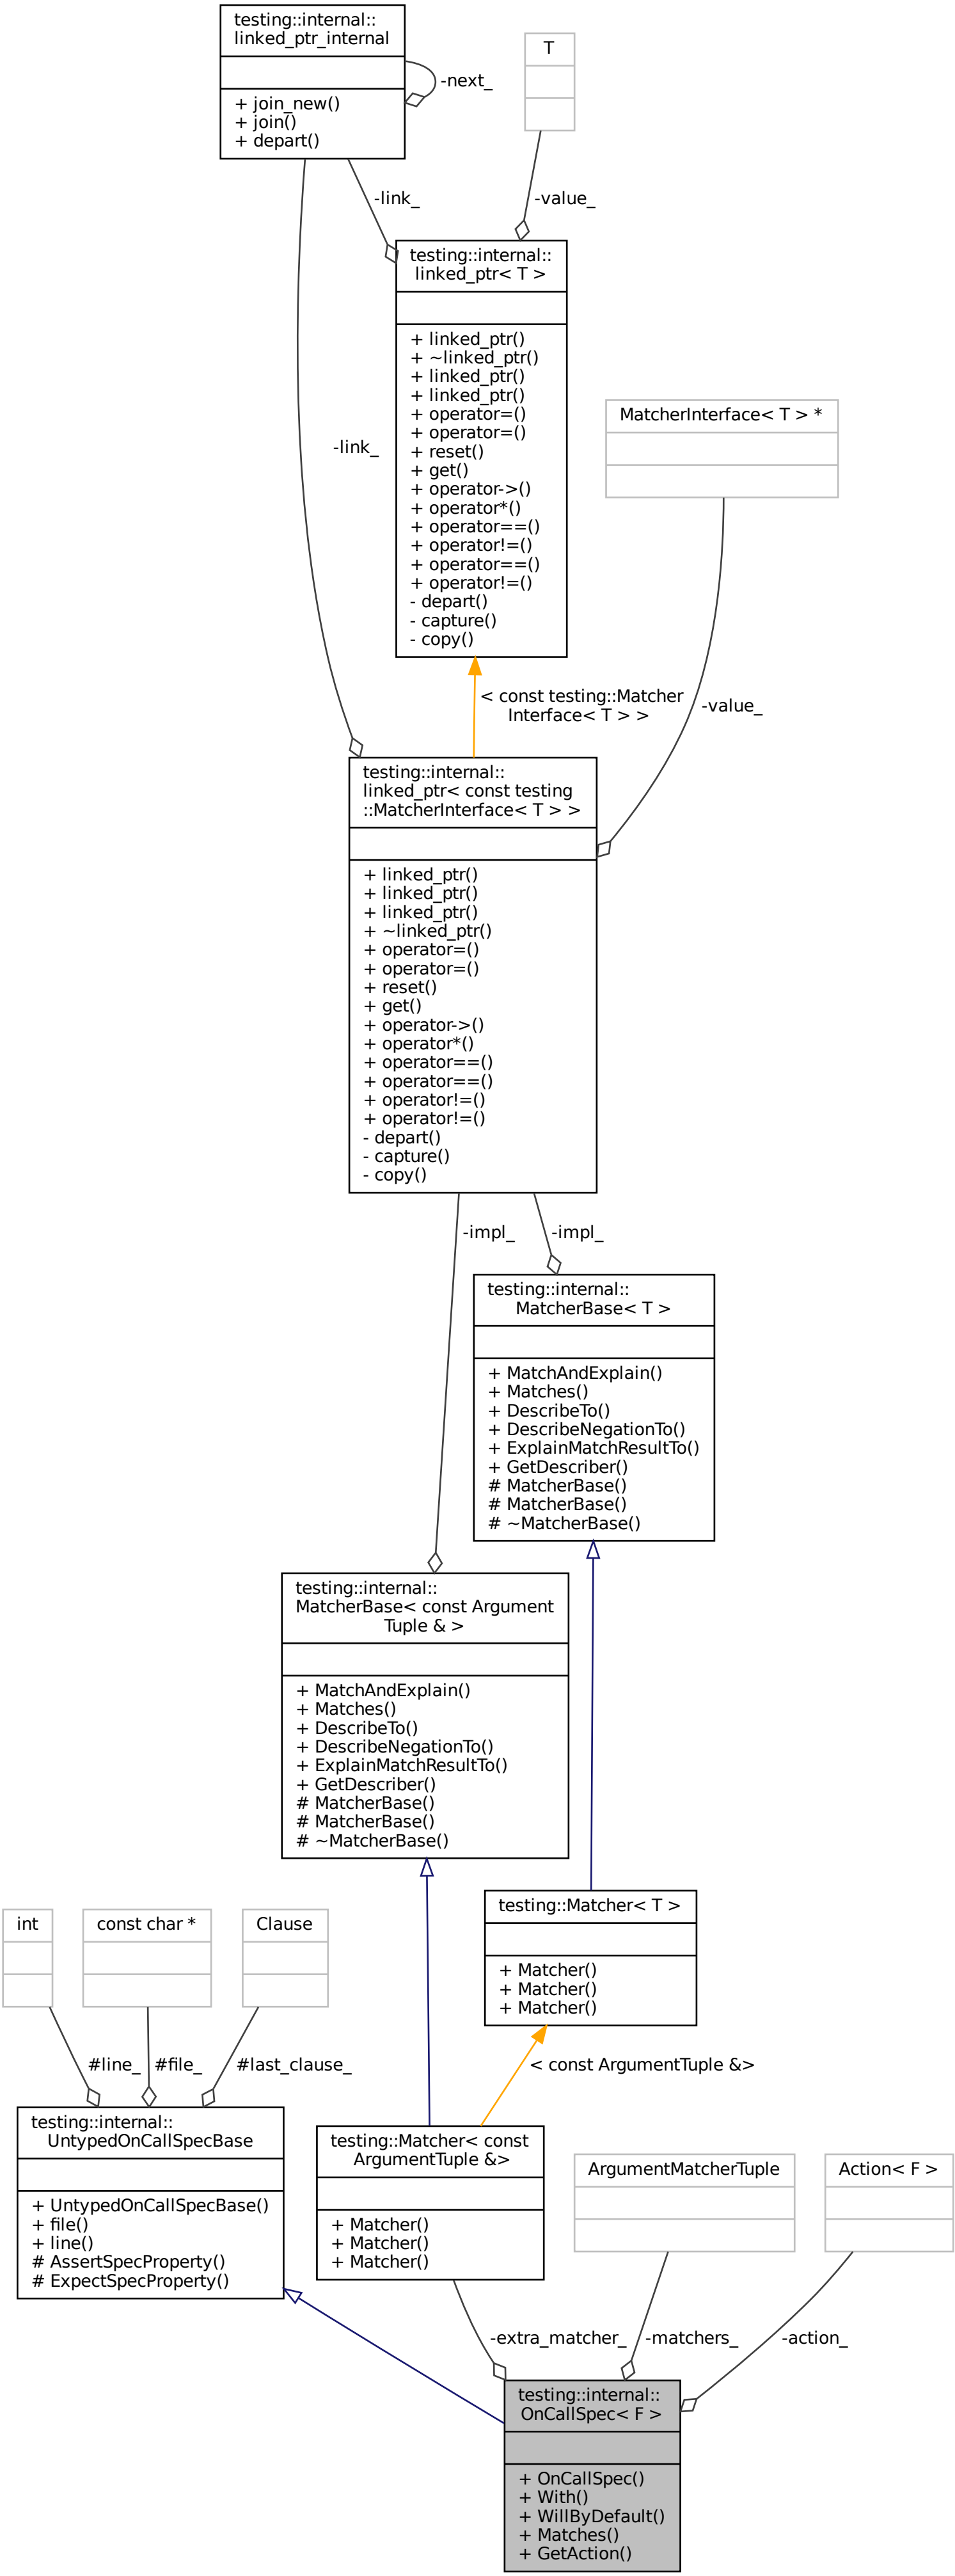 testing::internal::
linked_ptr_internal
+ join_new()
+ join()
+ depart()
-next_
T
-link_
-value_
testing::internal::
linked_ptr< T >
+ linked_ptr()
+ ~linked_ptr()
+ linked_ptr()
+ linked_ptr()
+ operator=()
+ operator=()
+ reset()
+ get()
+ operator->()
+ operator*()
+ operator==()
+ operator!=()
+ operator==()
+ operator!=()
- depart()
- capture()
- copy()
-link_
MatcherInterface< T > *
< const testing::Matcher
Interface< T > >
-value_
testing::internal::
linked_ptr< const testing
::MatcherInterface< T > >
+ linked_ptr()
+ linked_ptr()
+ linked_ptr()
+ ~linked_ptr()
+ operator=()
+ operator=()
+ reset()
+ get()
+ operator->()
+ operator*()
+ operator==()
+ operator==()
+ operator!=()
+ operator!=()
- depart()
- capture()
- copy()
-impl_
-impl_
testing::internal::
MatcherBase< T >
+ MatchAndExplain()
+ Matches()
+ DescribeTo()
+ DescribeNegationTo()
+ ExplainMatchResultTo()
+ GetDescriber()
# MatcherBase()
# MatcherBase()
# ~MatcherBase()
testing::internal::
MatcherBase< const Argument
Tuple & >
+ MatchAndExplain()
+ Matches()
+ DescribeTo()
+ DescribeNegationTo()
+ ExplainMatchResultTo()
+ GetDescriber()
# MatcherBase()
# MatcherBase()
# ~MatcherBase()
testing::Matcher< T >
+ Matcher()
+ Matcher()
+ Matcher()
int
const char *
Clause
#line_
#file_
#last_clause_
< const ArgumentTuple &>
testing::internal::
UntypedOnCallSpecBase
+ UntypedOnCallSpecBase()
+ file()
+ line()
# AssertSpecProperty()
# ExpectSpecProperty()
testing::Matcher< const
ArgumentTuple &>
+ Matcher()
+ Matcher()
+ Matcher()
ArgumentMatcherTuple
Action< F >
-extra_matcher_
-matchers_
-action_
testing::internal::
OnCallSpec< F >
+ OnCallSpec()
+ With()
+ WillByDefault()
+ Matches()
+ GetAction()